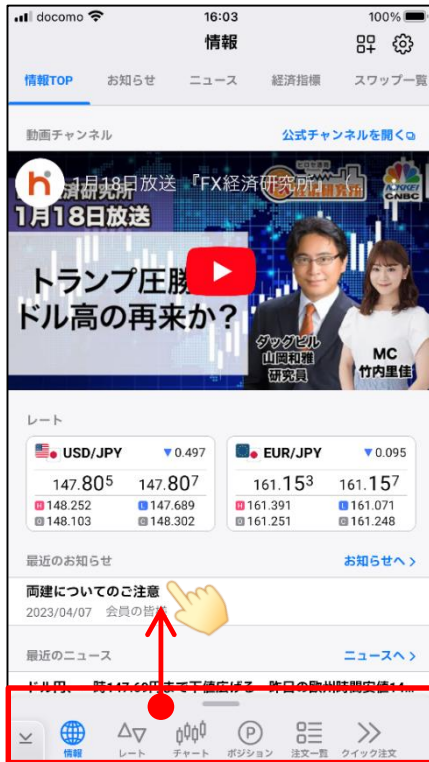 docomo 16:03 100%
情報
情報TOP お知らせ ニュース 経済指標 スワップ一覧
動画チャンネル 公式チャンネルを開く
h 1月18日放送 『FX経済研究所』
1月18日放送
トランプ圧勝
ドル高の再来か?
ダッグビル
山岡和雅
研究員
MC
竹内里佳
CNBC
レート
USD/JPY ▼0.497
147.805 147.807
H 148.252 L 147.689
O 148.103 C 148.302
EUR/JPY ▼0.095
161.153 161.157
H 161.391 L 161.071
O 161.251 C 161.248
最近のお知らせ お知らせへ >
両建についてのご注意
2023/04/07 会員の皆様
最近のニュース ニュースへ >
情報 レート チャート ポジション 注文一覧 クイック注文